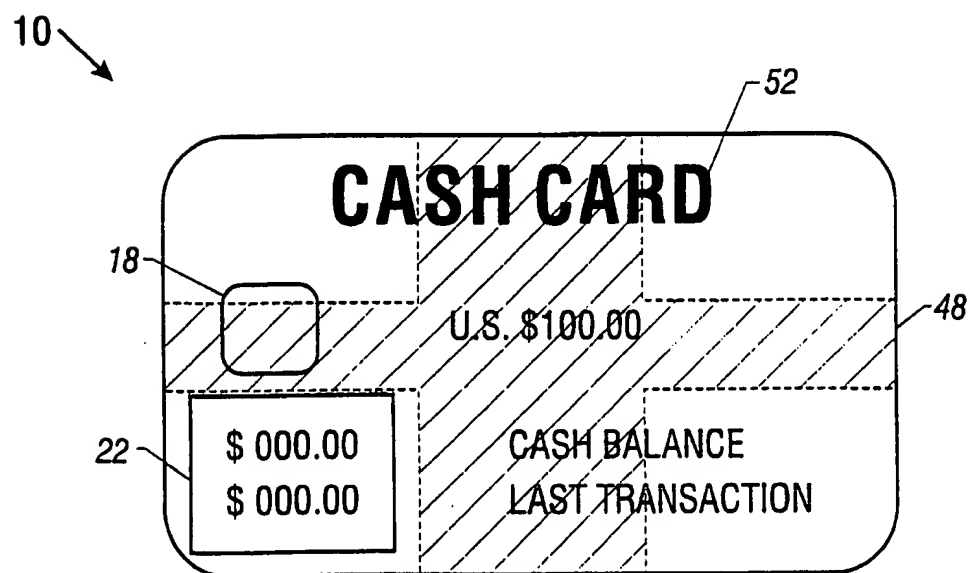 10
52
CASH CARD
18
U.S. $100.00
48
22
$ 000.00 CASH BALANCE
$ 000.00 LAST TRANSACTION